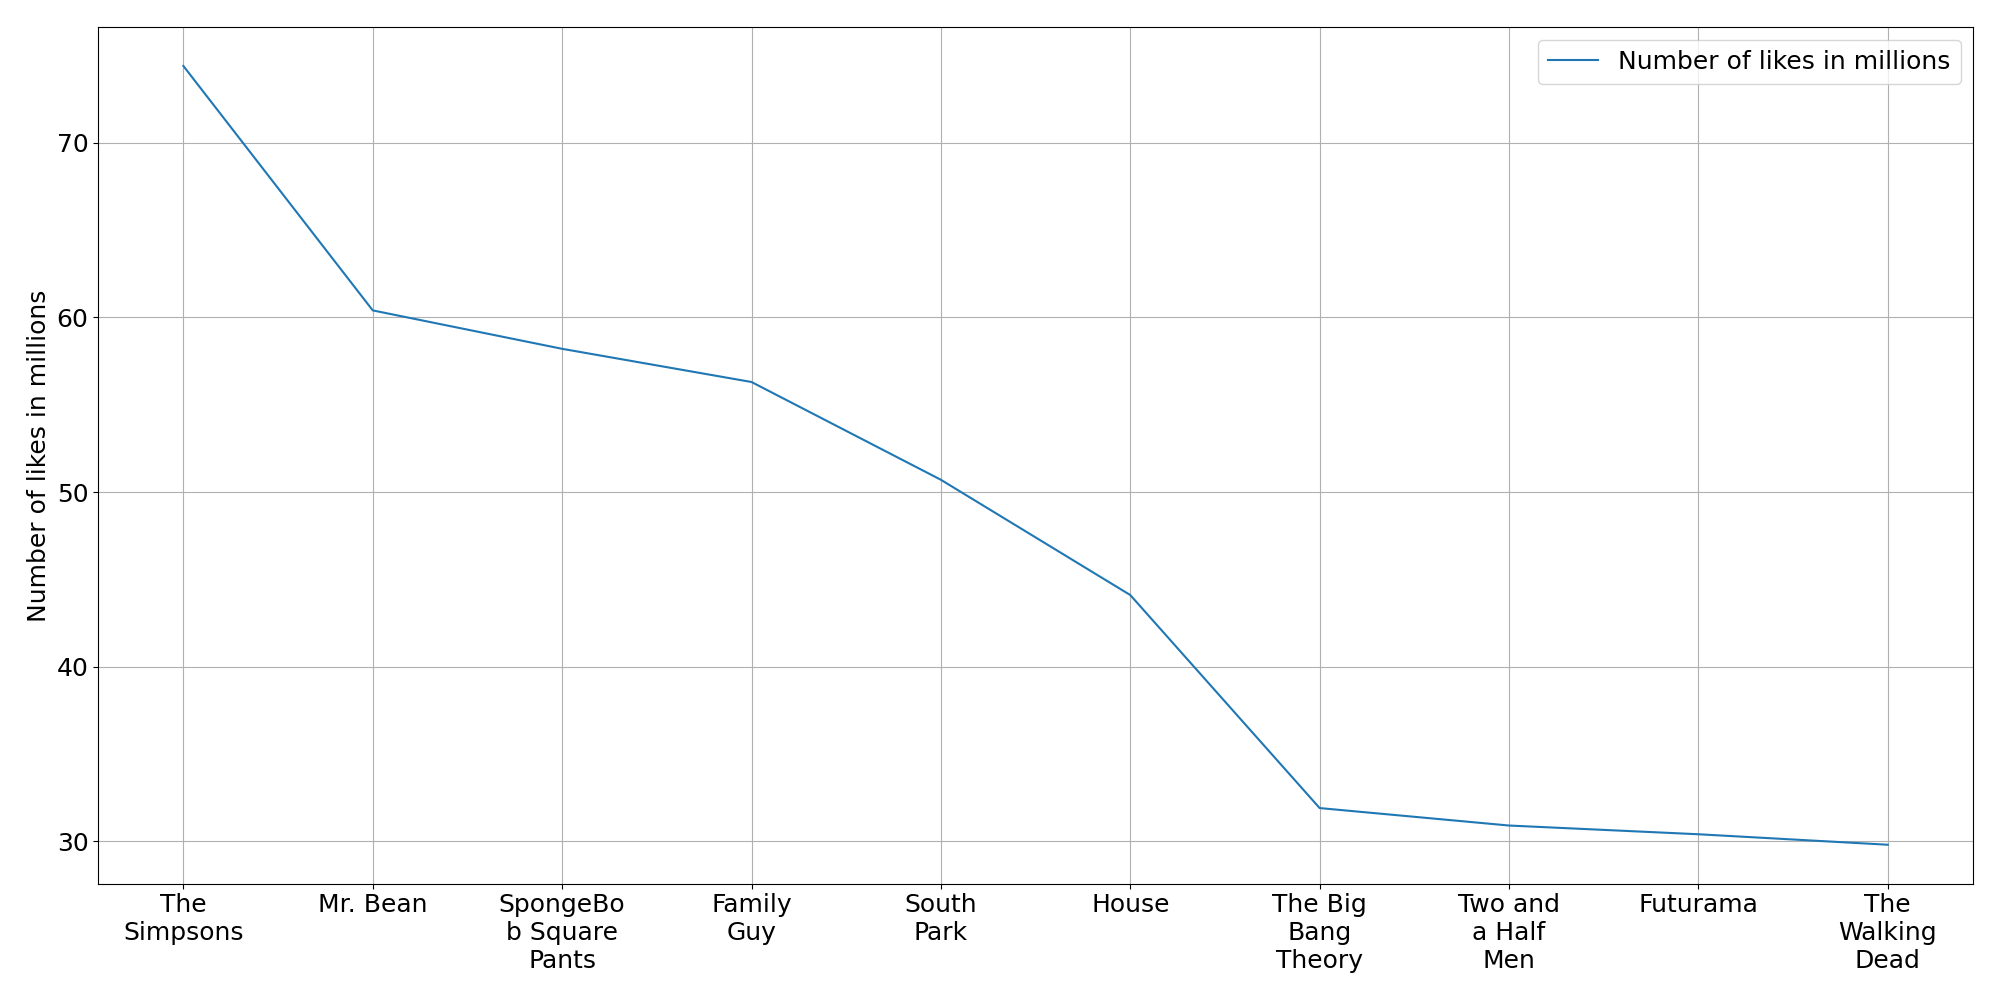 Number of likes in millions
Number of likes in millions
70
60
50
40
30
The
Simpsons
Mr. Bean
SpongeBo
b Square
Pants
Family
Guy
South
Park
House
The Big
Bang
Theory
Two and
a Half
Men
Futurama
The
Walking
Dead